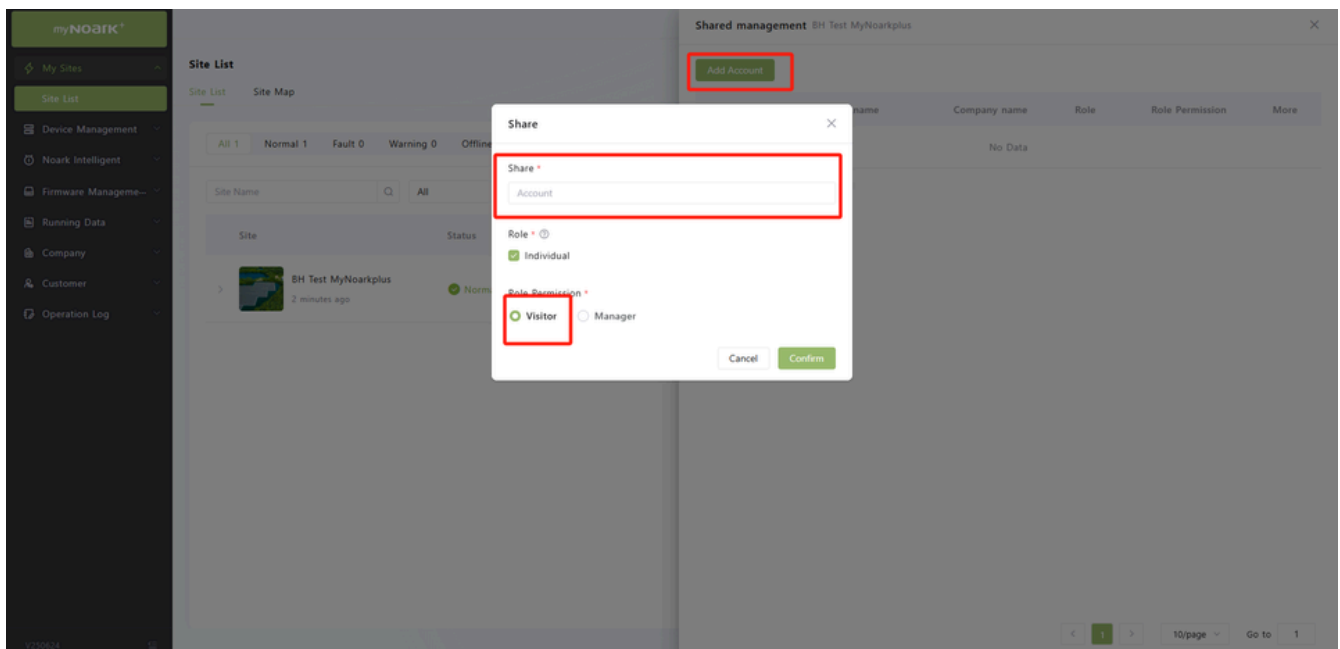 myNOARK+
My Sites
Site List
Device Management
Noark Intelligent
Firmware Manageme--
Running Data
Company
Customer
Operation Log
V250624
Site List
Site List Site Map
All 1 Normal 1 Fault 0 Warning 0 Offline
Site Name All
Site Status
BH Test MyNoarkplus
2 minutes ago
Norm
Shared management BH Test MyNoarkplus
Add Account
name Company name Role Role Permission More
No Data
Share
Share *
Account
Role *
Individual
Role Permission *
Visitor Manager
Cancel Confirm
1 10/page Go to 1